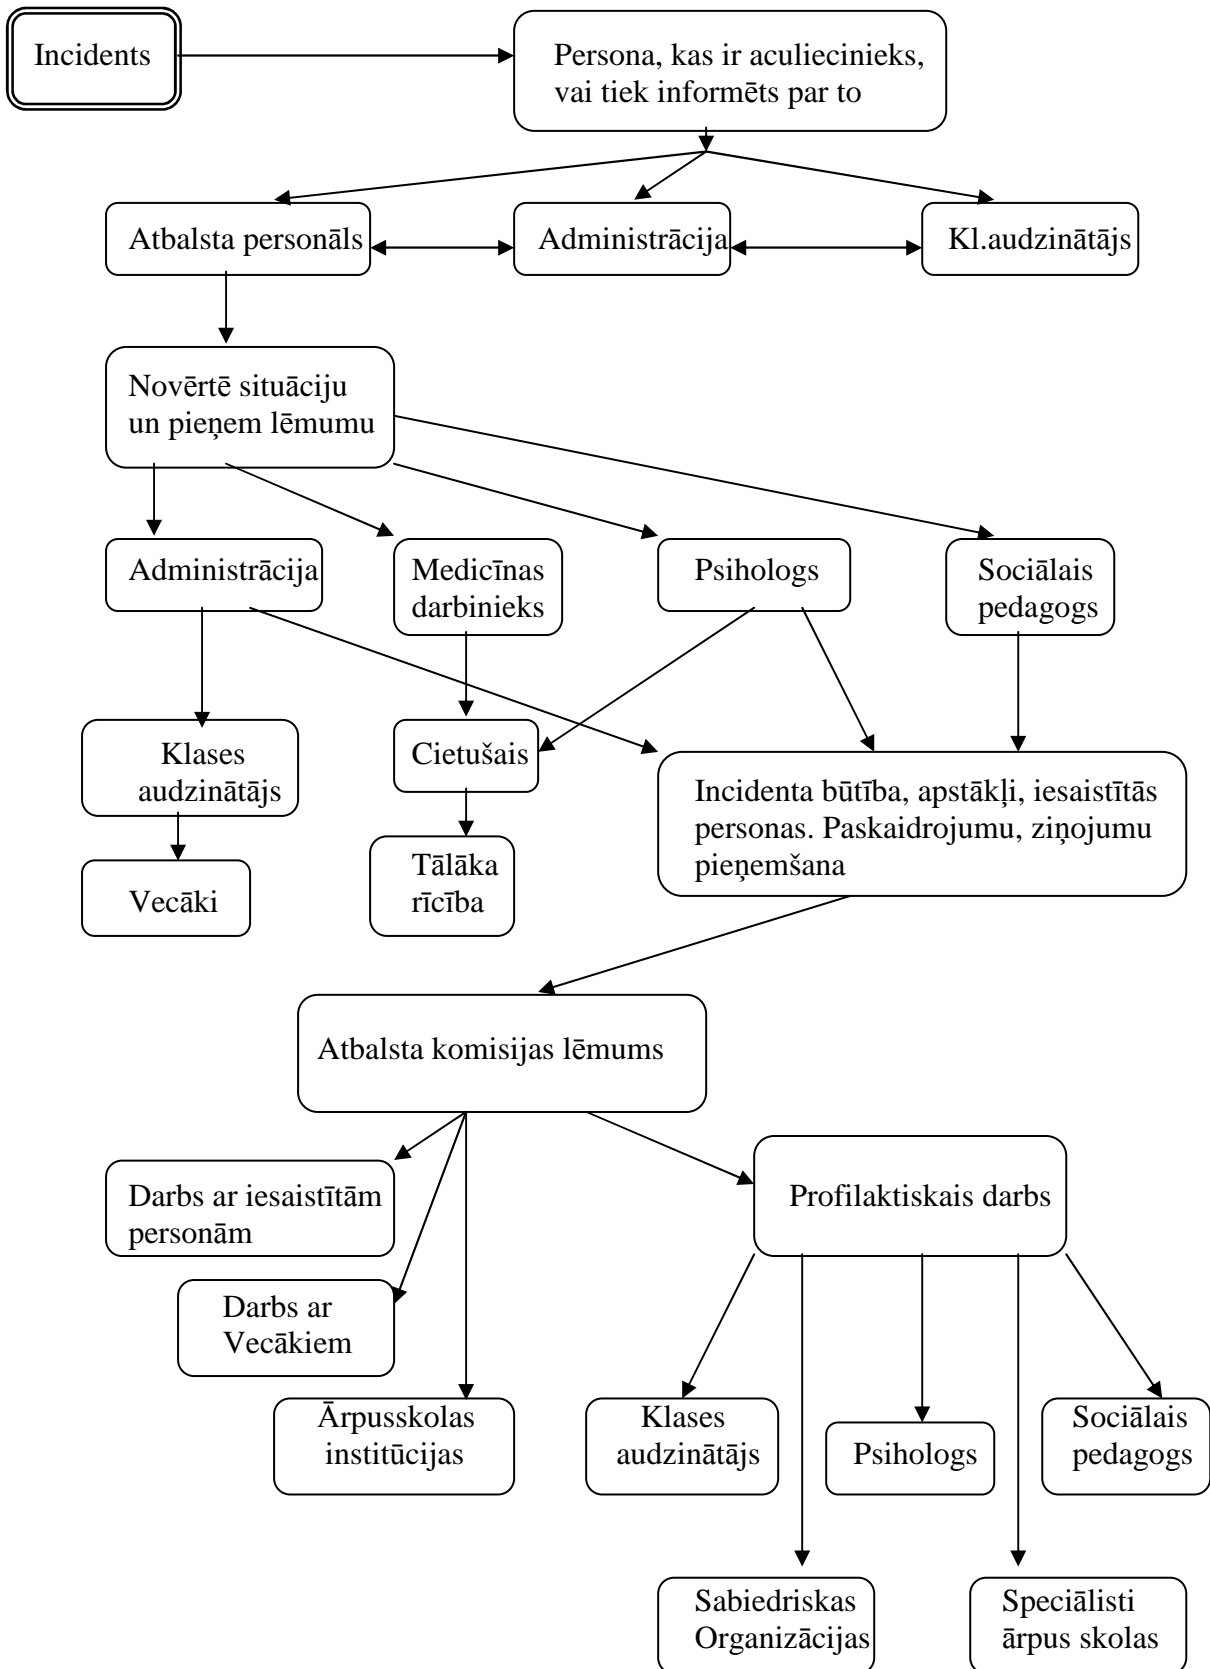 Incidents
Persona, kas ir aculiecinieks,
vai tiek informēts par to
Atbalsta personāls
Administrācija
Kl.audzinātājs
Novērtē situāciju
un pieņem lēmumu
Administrācija
Medicīnas
darbinieks
Psihologs
Sociālais
pedagogs
Klases
audzinātājs
Cietušais
Incidenta būtība, apstākļi, iesaistītās
personas. Paskaidrojumu, ziņojumu
pieņemšana
Vecāki
Tālāka
rīcība
Atbalsta komisijas lēmums
Darbs ar iesaistītām
personām
Profilaktiskais darbs
Darbs ar
Vecākiem
Ārpusskolas
institūcijas
Klases
audzinātājs
Psihologs
Sociālais
pedagogs
Sabiedriskas
Organizācijas
Speciālisti
ārpus skolas